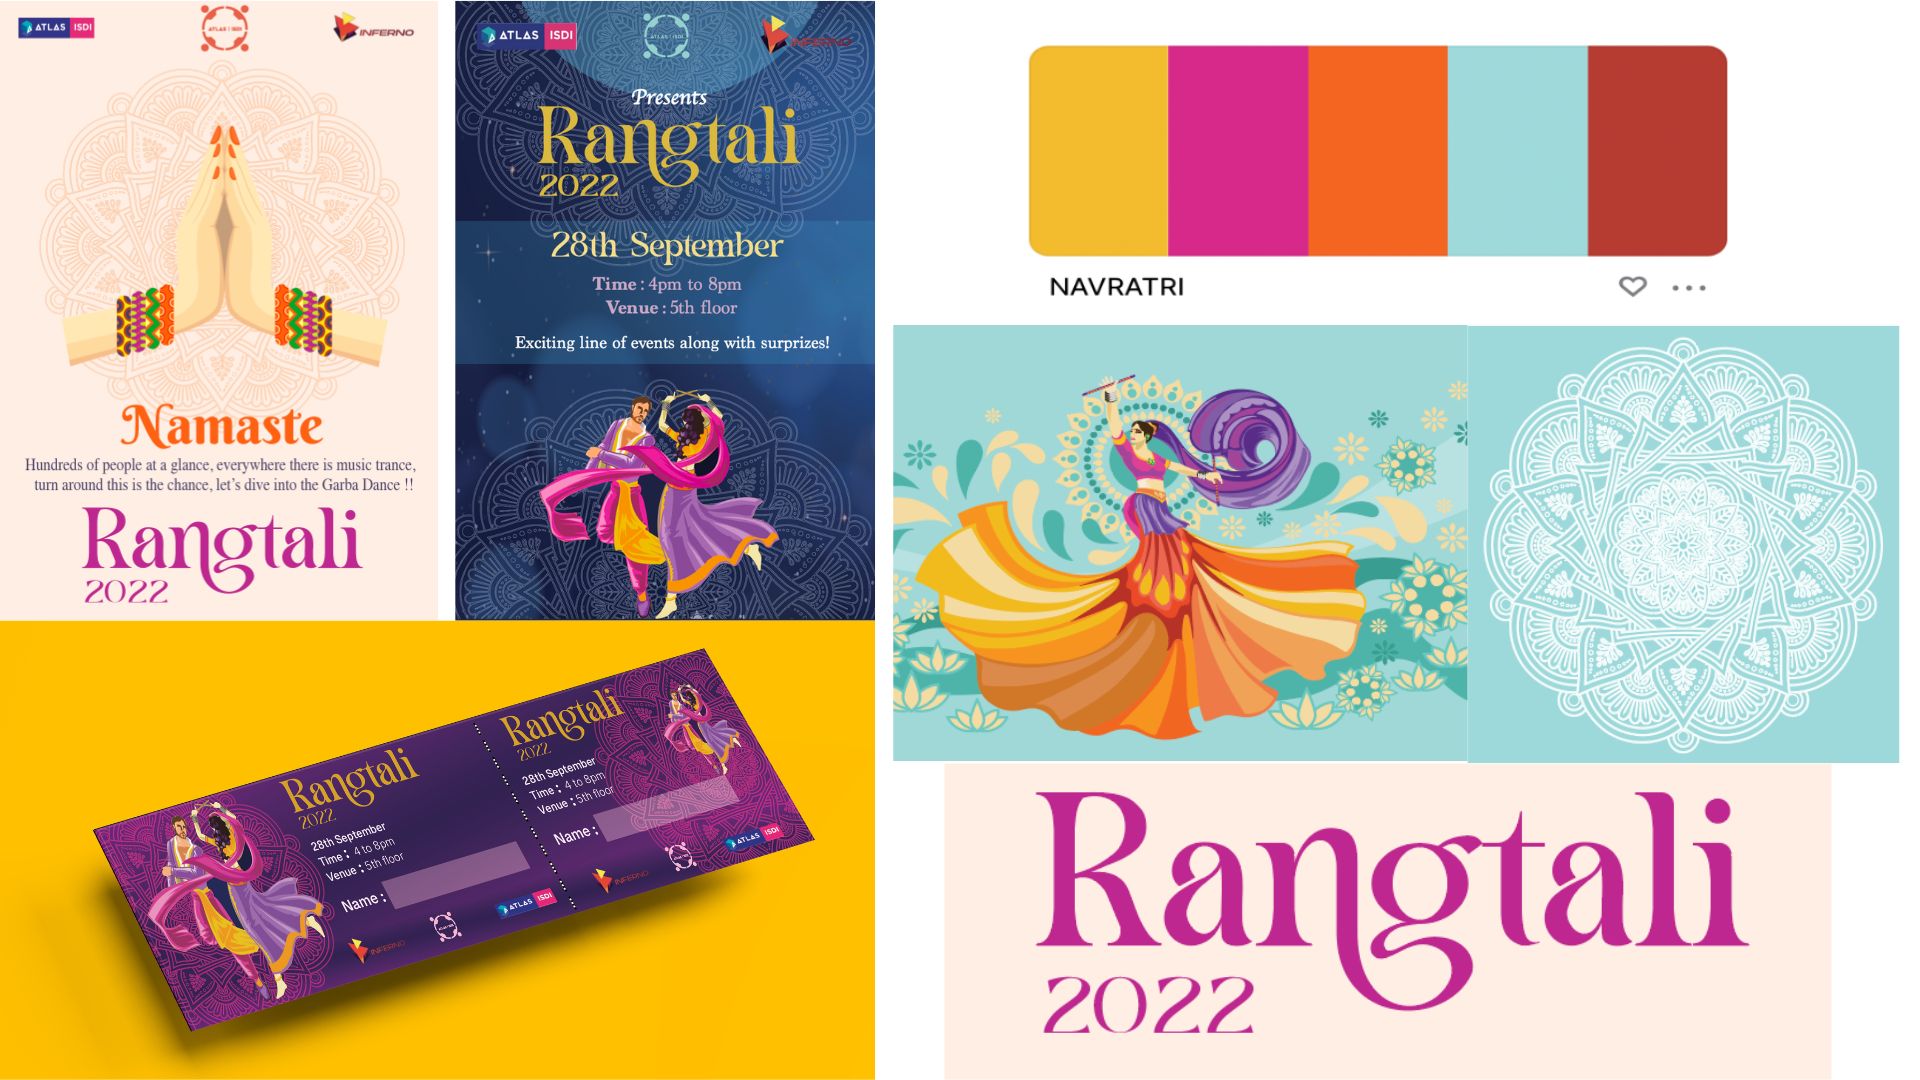 ATLAS ISDI
ATLAS | ISDI
INFERNO
Namaste
Hundreds of people at a glance, everywhere there is music trance,
turn around this is the chance, let's dive into the Garba Dance !!
Rangtali
2022
ATLAS ISDI
ATLAS | ISDI
INFERNO
Presents
Rangtali
2022
28th September
Time : 4pm to 8pm
Venue : 5th floor
Exciting line of events along with surprizes!
NAVRATRI
Rangtali
2022
28th September
Time : 4 to 8pm
Venue : 5th floor
Name :
INFERNO
ATLAS ISDI
Rangtali
2022
28th September
Time : 4 to 8pm
Venue : 5th floor
Name :
INFERNO
ATLAS ISDI
Rangtali
2022